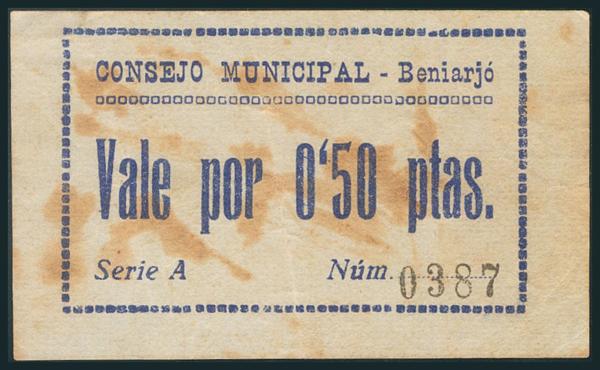 CONSEJO MUNICIPAL - Beniarjó
Vale por 0'50 ptas.
Serie A Núm. 0387